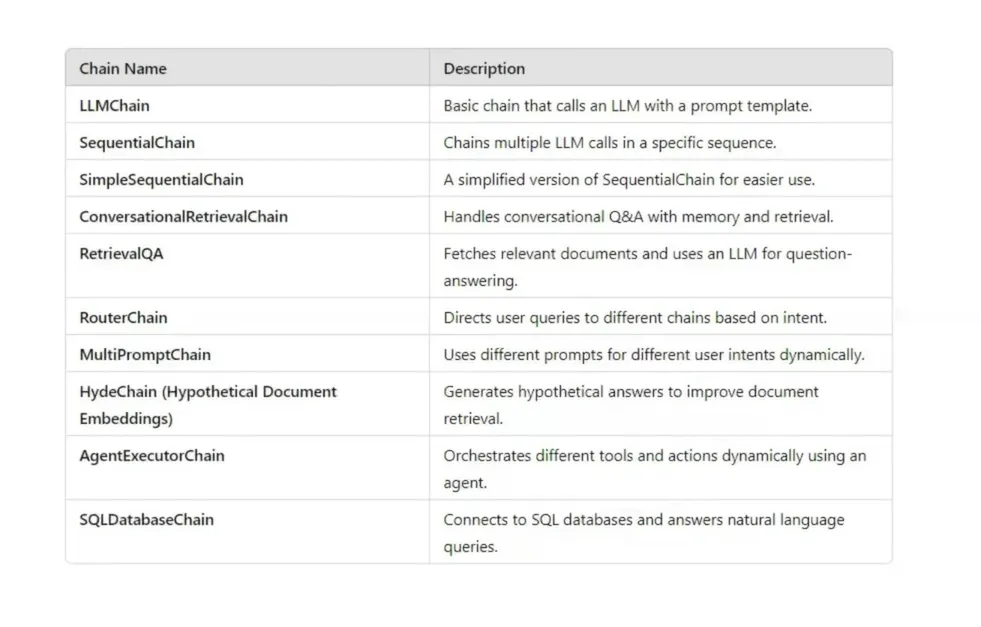 Chain Name
Description
LLMChain
Basic chain that calls an LLM with a prompt template.
SequentialChain
Chains multiple LLM calls in a specific sequence.
SimpleSequentialChain
A simplified version of SequentialChain for easier use.
ConversationalRetrievalChain
Handles conversational Q&A with memory and retrieval.
RetrievalQA
Fetches relevant documents and uses an LLM for question-
answering.
RouterChain
Directs user queries to different chains based on intent.
MultiPromptChain
Uses different prompts for different user intents dynamically.
HydeChain (Hypothetical Document
Embeddings)
Generates hypothetical answers to improve document
retrieval.
AgentExecutorChain
Orchestrates different tools and actions dynamically using an
agent.
SQLDatabaseChain
Connects to SQL databases and answers natural language
queries.